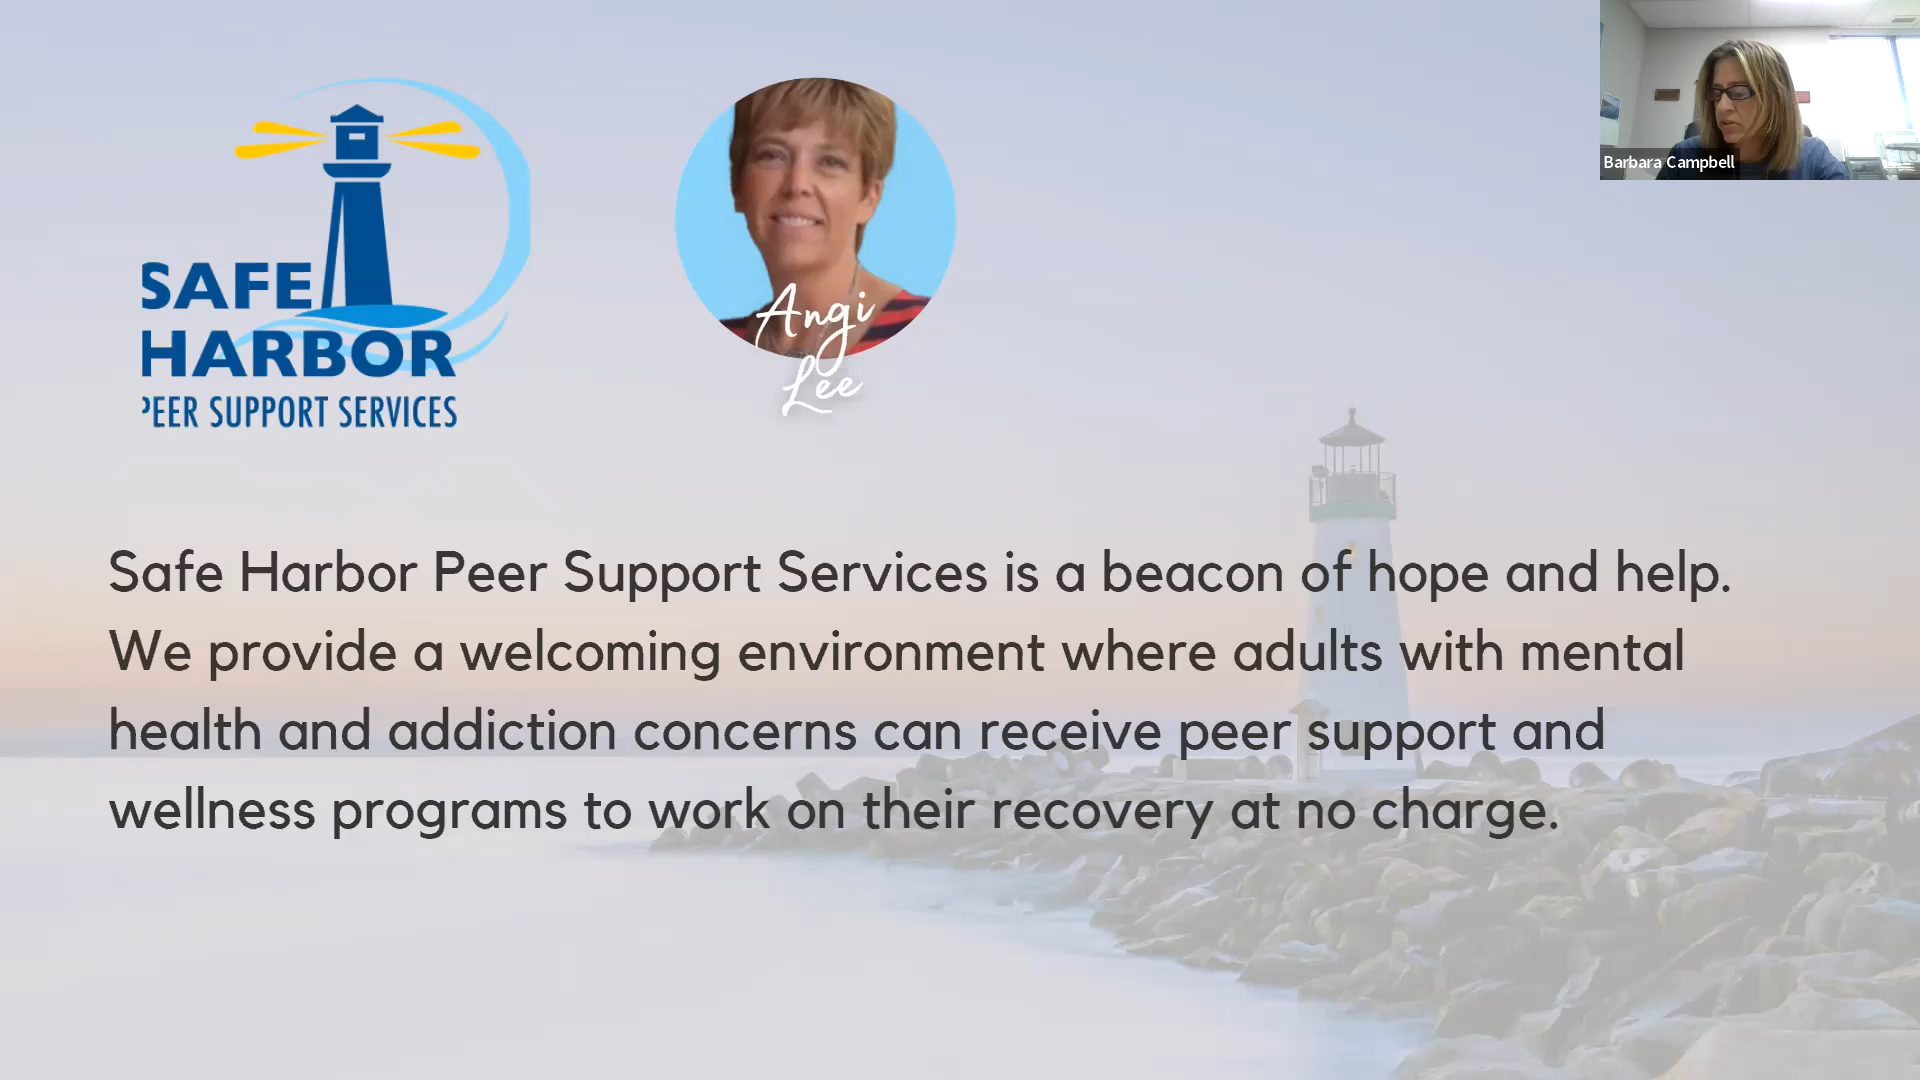 Barbara Campbell
SAFE
HARBOR
PEER SUPPORT SERVICES
Angi
Lee
Safe Harbor Peer Support Services is a beacon of hope and help.
We provide a welcoming environment where adults with mental
health and addiction concerns can receive peer support and
wellness programs to work on their recovery at no charge.